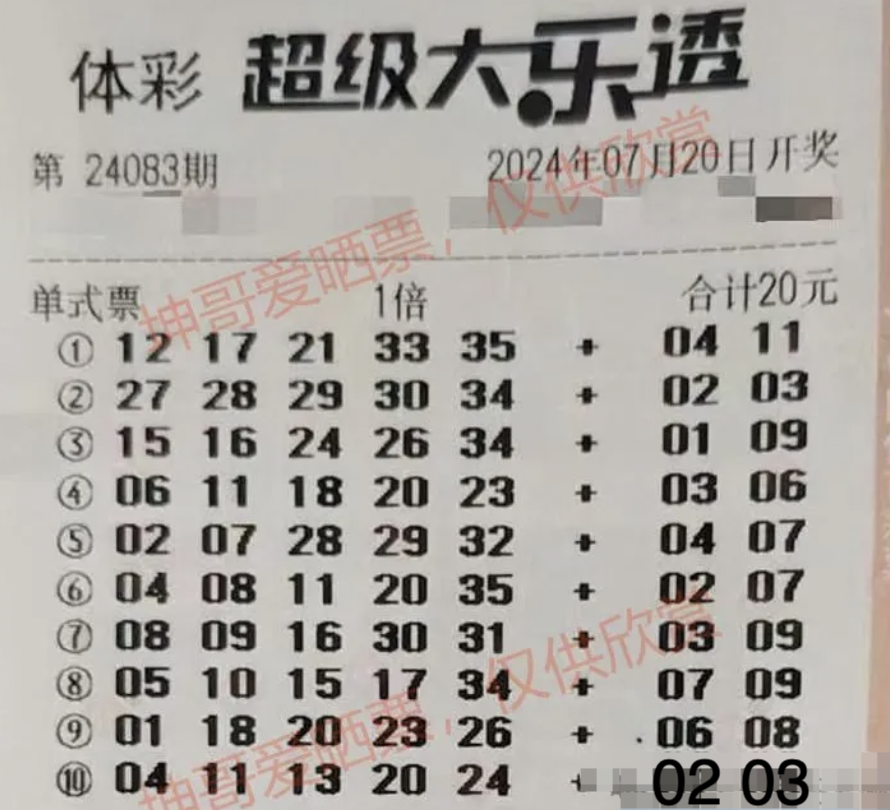 体彩 超级大乐透
第 24083期 2024年07月20日开奖
单式票 1倍 合计20元
① 12 17 21 33 35 + 04 11
② 27 28 29 30 34 + 02 03
③ 15 16 24 26 34 + 01 09
④ 06 11 18 20 23 + 03 06
⑤ 02 07 28 29 32 + 04 07
⑥ 04 08 11 20 35 + 02 07
⑦ 08 09 16 30 31 + 03 09
⑧ 05 10 15 17 34 + 07 09
⑨ 01 18 20 23 26 + 06 08
⑩ 04 11 13 20 24 + 02 03
坤哥爱晒票，仅供欣赏
坤哥爱晒票，仅供欣赏